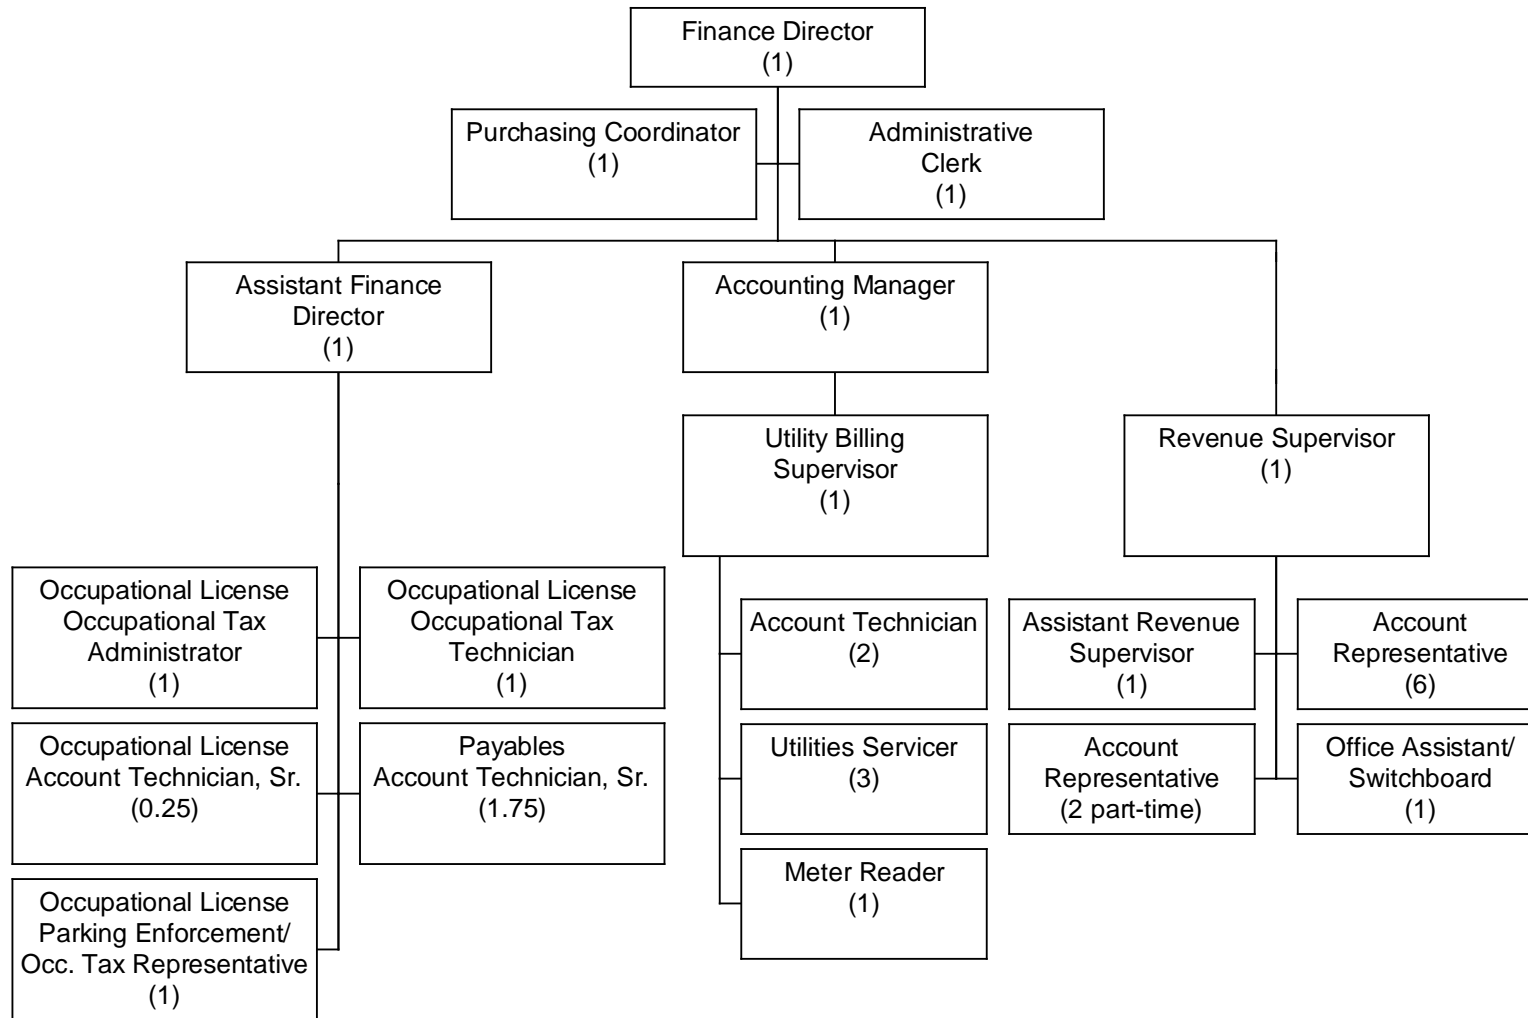 Finance Director
(1)
Purchasing Coordinator
(1)
Administrative
Clerk
(1)
Assistant Finance
Director
(1)
Accounting Manager
(1)
Utility Billing
Supervisor
(1)
Revenue Supervisor
(1)
Occupational License
Occupational Tax
Administrator
(1)
Occupational License
Occupational Tax
Technician
(1)
Account Technician
(2)
Assistant Revenue
Supervisor
(1)
Account
Representative
(6)
Occupational License
Account Technician, Sr.
(0.25)
Payables
Account Technician, Sr.
(1.75)
Utilities Servicer
(3)
Account
Representative
(2 part-time)
Office Assistant/
Switchboard
(1)
Occupational License
Parking Enforcement/
Occ. Tax Representative
(1)
Meter Reader
(1)